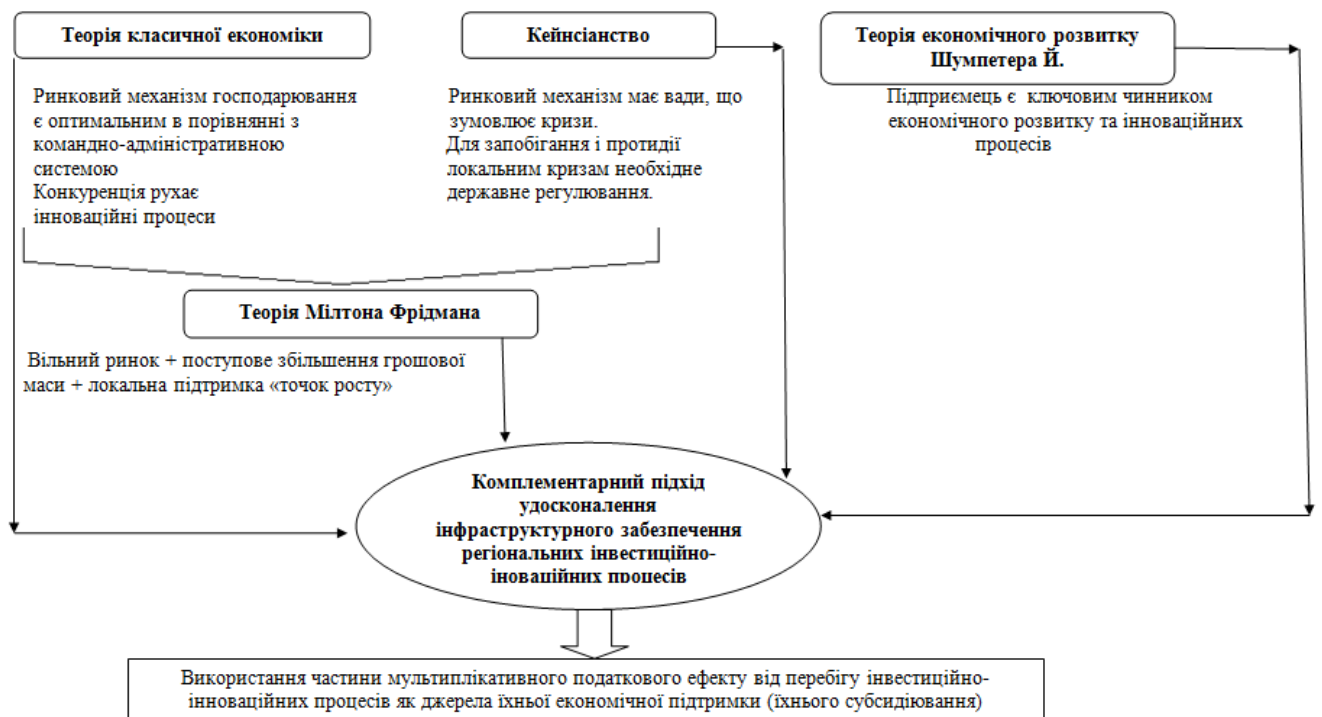 Теорія класичної економіки
Ринковий механізм господарювання
є оптимальним в порівнянні з
командно-адміністративною
системою
Конкуренція рухає
інноваційні процеси
Кейнсіанство
Ринковий механізм має вади, що
зумовлює кризи.
Для запобігання і протидії
локальним кризам необхідне
державне регулювання.
Теорія економічного розвитку
Шумпетера Й.
Підприємець є ключовим чинником
економічного розвитку та інноваційних
процесів
Теорія Мілтона Фрідмана
Вільний ринок + поступове збільшення грошової
маси + локальна підтримка «точок росту»
Комплементарний підхід
удосконалення
інфраструктурного забезпечення
регіональних інвестиційно-
іноваційних процесів
Використання частини мультиплікативного податкового ефекту від перебігу інвестиційно-
інноваційних процесів як джерела їхньої економічної підтримки (їхнього субсидіювання)